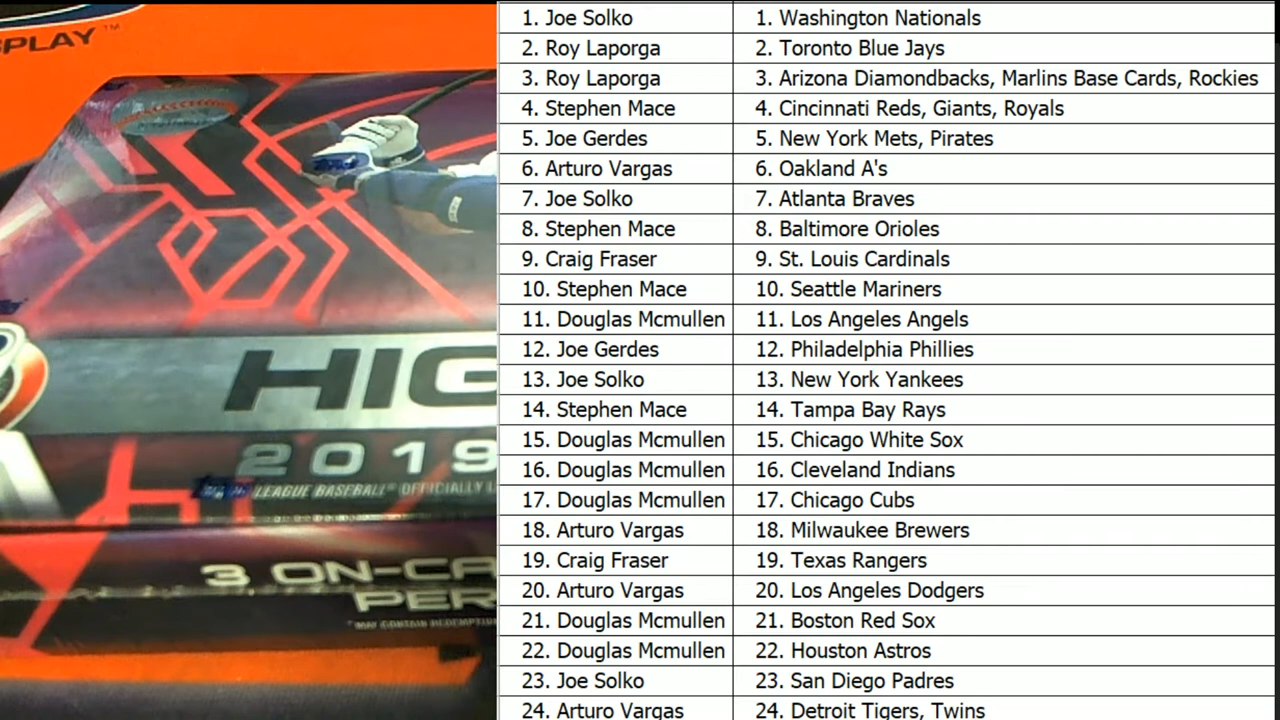 PLAY™
HIG
2019
LEAGUE BASEBALL® OFFICIALLY L
3 ON-CA
PER
*MAY CONTAIN REDEMPTION
1. Joe Solko 1. Washington Nationals
2. Roy Laporga 2. Toronto Blue Jays
3. Roy Laporga 3. Arizona Diamondbacks, Marlins Base Cards, Rockies
4. Stephen Mace 4. Cincinnati Reds, Giants, Royals
5. Joe Gerdes 5. New York Mets, Pirates
6. Arturo Vargas 6. Oakland A's
7. Joe Solko 7. Atlanta Braves
8. Stephen Mace 8. Baltimore Orioles
9. Craig Fraser 9. St. Louis Cardinals
10. Stephen Mace 10. Seattle Mariners
11. Douglas Mcmullen 11. Los Angeles Angels
12. Joe Gerdes 12. Philadelphia Phillies
13. Joe Solko 13. New York Yankees
14. Stephen Mace 14. Tampa Bay Rays
15. Douglas Mcmullen 15. Chicago White Sox
16. Douglas Mcmullen 16. Cleveland Indians
17. Douglas Mcmullen 17. Chicago Cubs
18. Arturo Vargas 18. Milwaukee Brewers
19. Craig Fraser 19. Texas Rangers
20. Arturo Vargas 20. Los Angeles Dodgers
21. Douglas Mcmullen 21. Boston Red Sox
22. Douglas Mcmullen 22. Houston Astros
23. Joe Solko 23. San Diego Padres
24. Arturo Vargas 24. Detroit Tigers, Twins